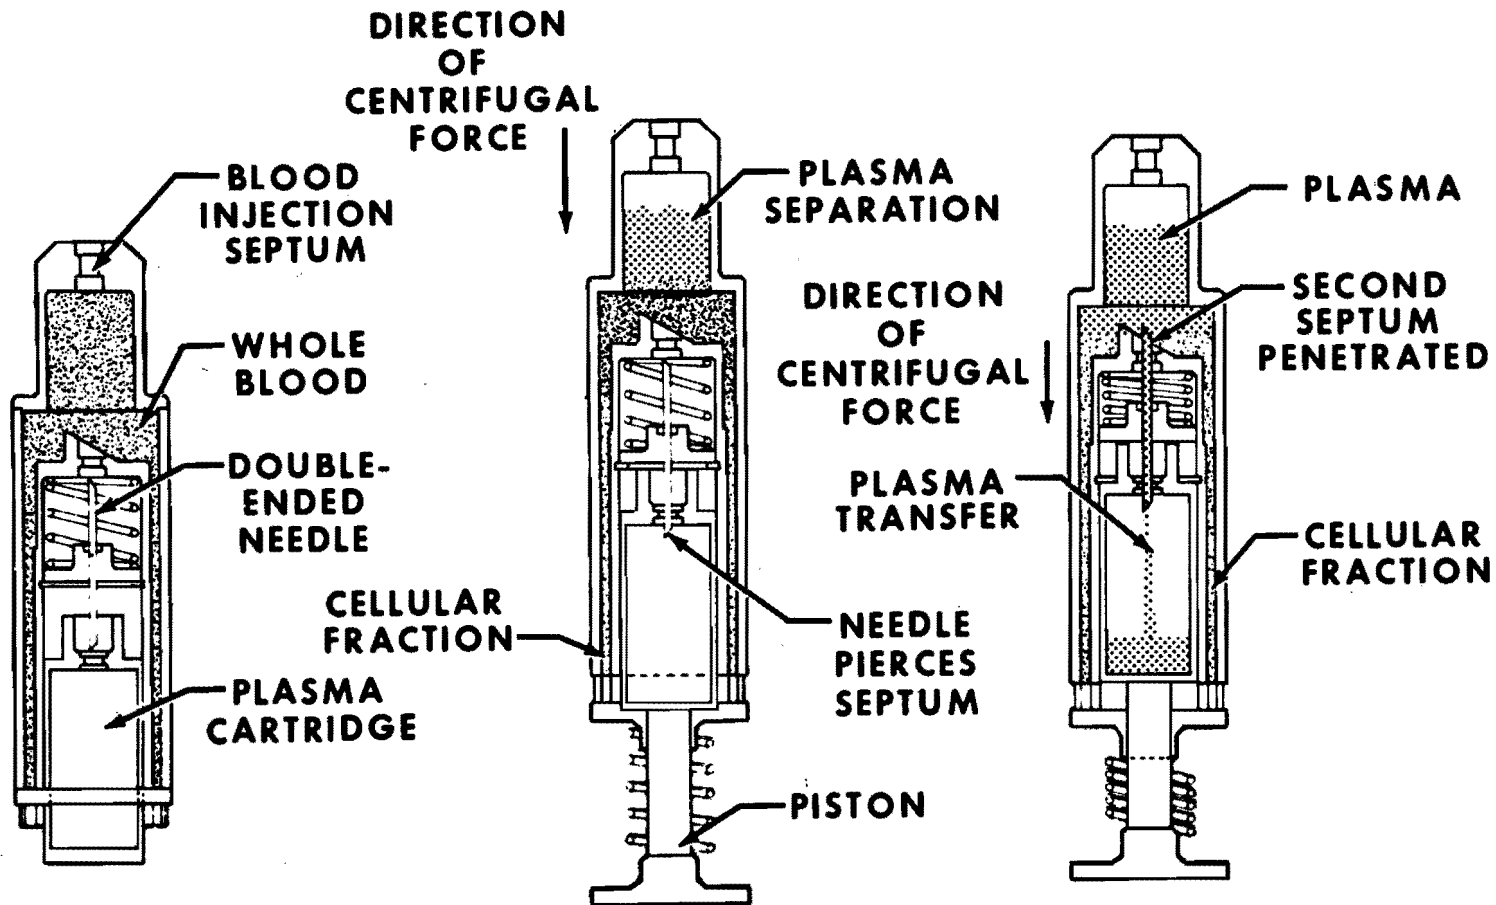 BLOOD
INJECTION
SEPTUM
WHOLE
BLOOD
DOUBLE-
ENDED
NEEDLE
PLASMA
CARTRIDGE
DIRECTION
OF
CENTRIFUGAL
FORCE
PLASMA
SEPARATION
CELLULAR
FRACTION
NEEDLE
PIERCES
SEPTUM
PISTON
DIRECTION
OF
CENTRIFUGAL
FORCE
PLASMA
SECOND
SEPTUM
PENETRATED
PLASMA
TRANSFER
CELLULAR
FRACTION